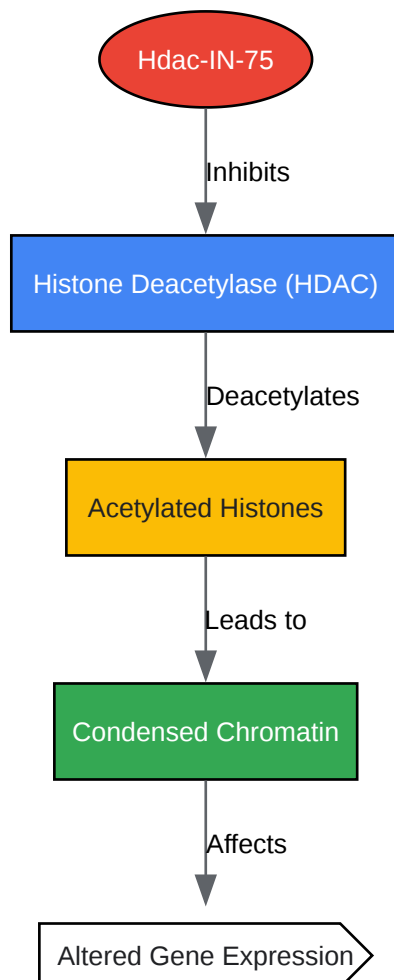 Hdac-IN-75
Inhibits
Histone Deacetylase (HDAC)
Deacetylates
Acetylated Histones
Leads to
Condensed Chromatin
Affects
Altered Gene Expression